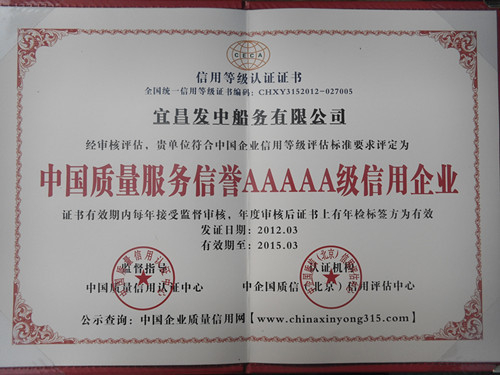 CECA
信用等级认证证书
全国统一信用等级证书编码：CHXY3152012-027005
宜昌发中船务有限公司
经审核评估，贵单位符合中国企业信用等级评估标准要求评定为
中国质量服务信誉AAAAA级信用企业
证书有效期内每年接受监督审核，年度审核后证书上有年检标签方为有效
发证日期：2012.03
有效期至：2015.03
监督指导
认证机构
中国质量信用认证中心
中企国质信（北京）信用评估中心
公示查询：中国企业质量信用网【www.chinaxinyong315.com】